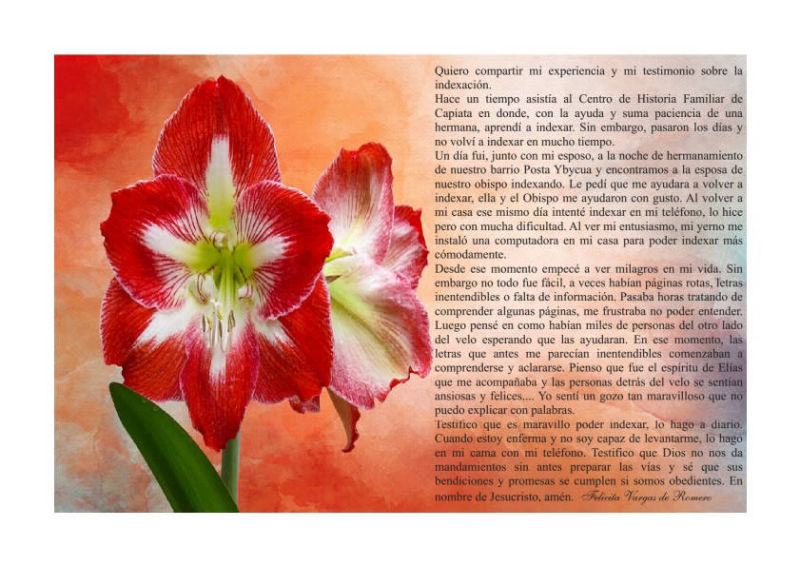 Quiero compartir mi experiencia y mi testimonio sobre la
indexación.
Hace un tiempo asistía al Centro de Historia Familiar de
Capiata en donde, con la ayuda y suma paciencia de una
hermana, aprendí a indexar. Sin embargo, pasaron los días y
no volví a indexar en mucho tiempo.
Un día fui, junto con mi esposo, a la noche de hermanamiento
de nuestro barrio Posta Ybycua y encontramos a la esposa de
nuestro obispo indexando. Le pedí que me ayudara a volver a
indexar, ella y el Obispo me ayudaron con gusto. Al volver a
mi casa ese mismo día intenté indexar en mi teléfono, lo hice
pero con mucha dificultad. Al ver mi entusiasmo, mi yerno me
instaló una computadora en mi casa para poder indexar más
cómodamente.
Desde ese momento empecé a ver milagros en mi vida. Sin
embargo no todo fue fácil, a veces habían páginas rotas, letras
inentendibles o falta de información. Pasaba horas tratando de
comprender algunas páginas, me frustraba no poder entender.
Luego pensé en como habían miles de personas del otro lado
del velo esperando que las ayudaran. En ese momento, las
letras que antes me parecían inentendibles comenzaban a
comprenderse y aclararse. Pienso que fue el espíritu de Elías
que me acompañaba y las personas detrás del velo se sentían
ansiosas y felices,... Yo sentí un gozo tan maravilloso que no
puedo explicar con palabras.
Testifico que es maravillo poder indexar, lo hago a diario.
Cuando estoy enferma y no soy capaz de levantarme, lo hago
en mi cama con mi teléfono. Testifico que Dios no nos da
mandamientos sin antes preparar las vías y sé que sus
bendiciones y promesas se cumplen si somos obedientes. En
nombre de Jesucristo, amén. Felicita Vargas de Romero